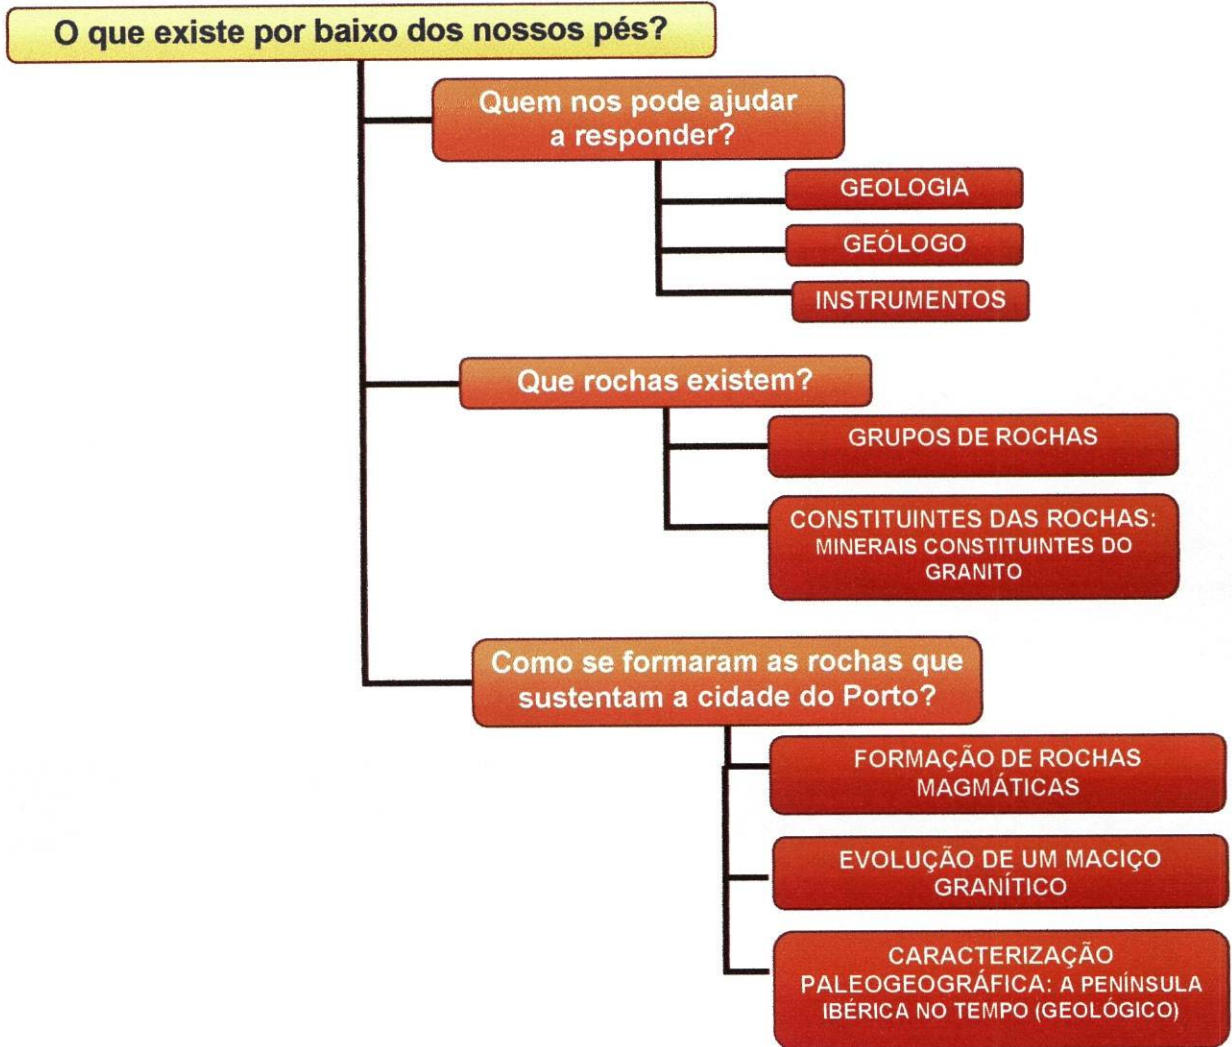 O que existe por baixo dos nossos pés?
Quem nos pode ajudar
a responder?
GEOLOGIA
GEÓLOGO
INSTRUMENTOS
Que rochas existem?
GRUPOS DE ROCHAS
CONSTITUINTES DAS ROCHAS:
MINERAIS CONSTITUINTES DO
GRANITO
Como se formaram as rochas que
sustentam a cidade do Porto?
FORMAÇÃO DE ROCHAS
MAGMÁTICAS
EVOLUÇÃO DE UM MACIÇO
GRANÍTICO
CARACTERIZAÇÃO
PALEOGEOGRÁFICA: A PENÍNSULA
IBÉRICA NO TEMPO (GEOLÓGICO)